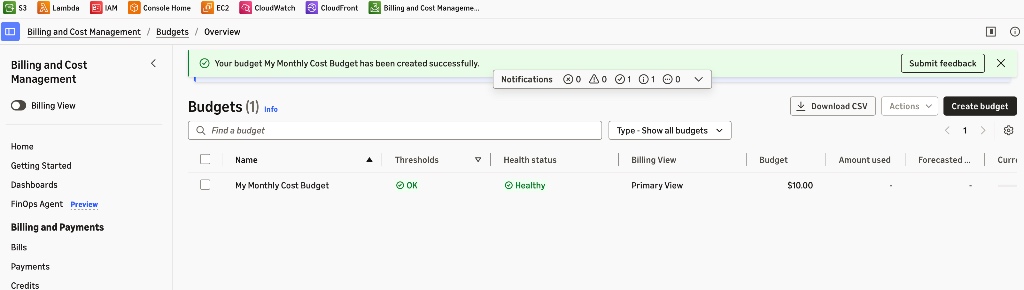 S3 Lambda IAM Console Home EC2 CloudWatch CloudFront Billing and Cost Manageme...
Billing and Cost Management / Budgets / Overview
Billing and Cost Management
Billing View
Home
Getting Started
Dashboards
FinOps Agent Preview
Billing and Payments
Bills
Payments
Credits
Your budget My Monthly Cost Budget has been created successfully.
Submit feedback
Notifications 0 0 1 1 0
Budgets (1) Info
Download CSV
Actions
Create budget
Find a budget
Type - Show all budgets
1
Name Thresholds Health status Billing View Budget Amount used Forecasted ... Curre
My Monthly Cost Budget OK Healthy Primary View $10.00 - -